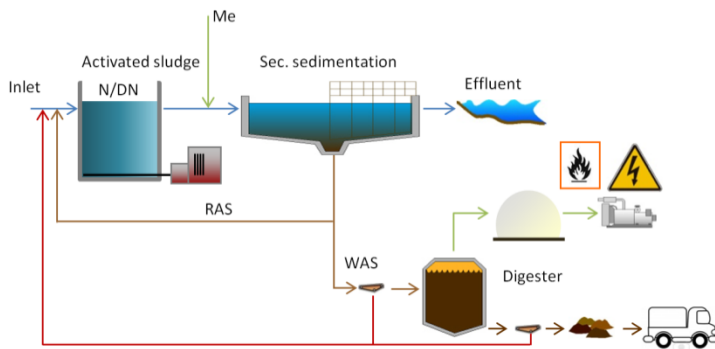 Me
Activated sludge
Sec. sedimentation
Inlet
N/DN
Effluent
RAS
WAS
Digester